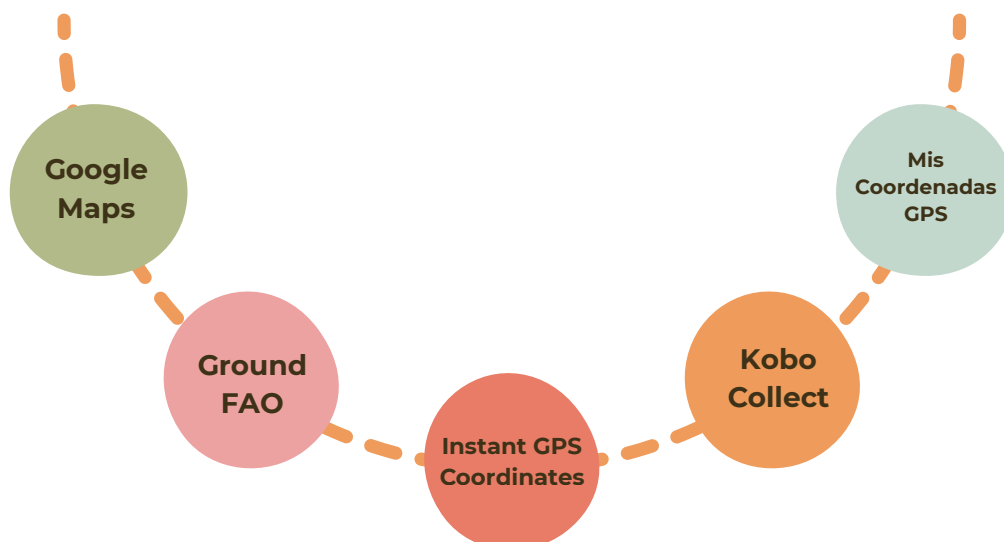 Google
Maps
Ground
FAO
Instant GPS
Coordinates
Kobo
Collect
Mis
Coordenadas
GPS